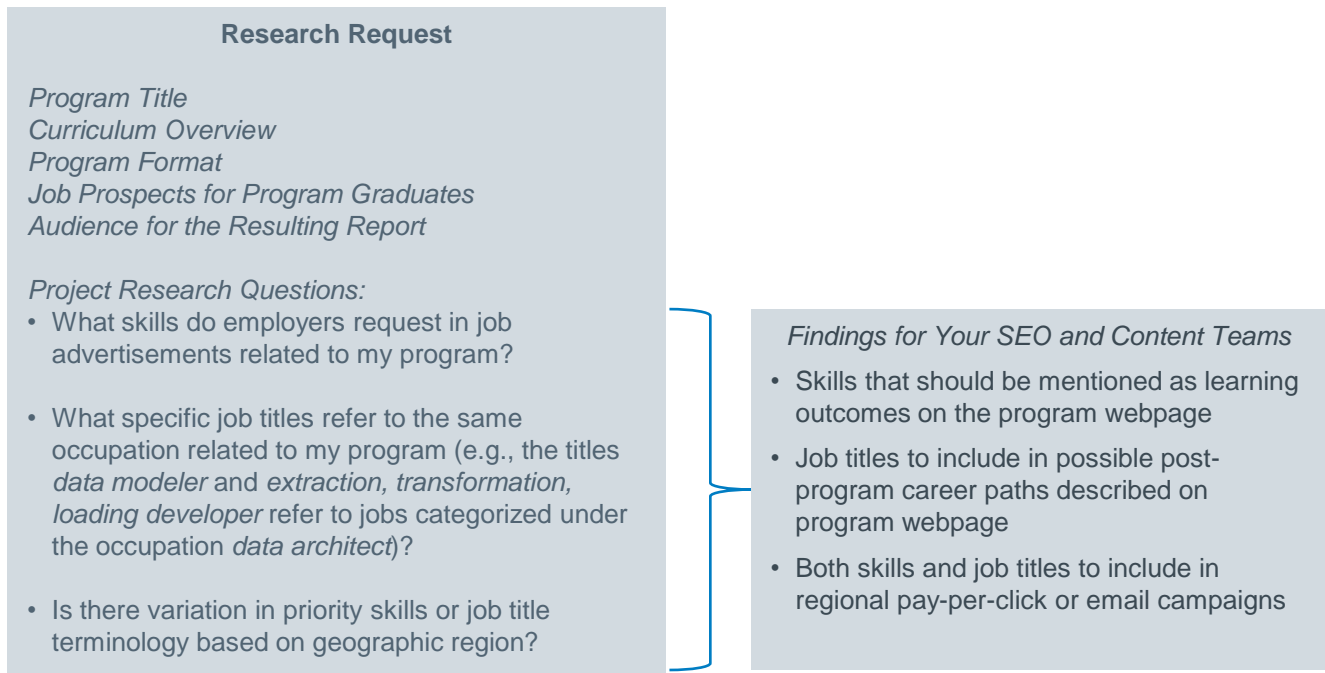 Research Request
Program Title
Curriculum Overview
Program Format
Job Prospects for Program Graduates
Audience for the Resulting Report
Project Research Questions:
• What skills do employers request in job
advertisements related to my program?
• What specific job titles refer to the same
occupation related to my program (e.g., the titles
data modeler and extraction, transformation,
loading developer refer to jobs categorized under
the occupation data architect)?
• Is there variation in priority skills or job title
terminology based on geographic region?
Findings for Your SEO and Content Teams
• Skills that should be mentioned as learning
outcomes on the program webpage
• Job titles to include in possible post-
program career paths described on
program webpage
• Both skills and job titles to include in
regional pay-per-click or email campaigns